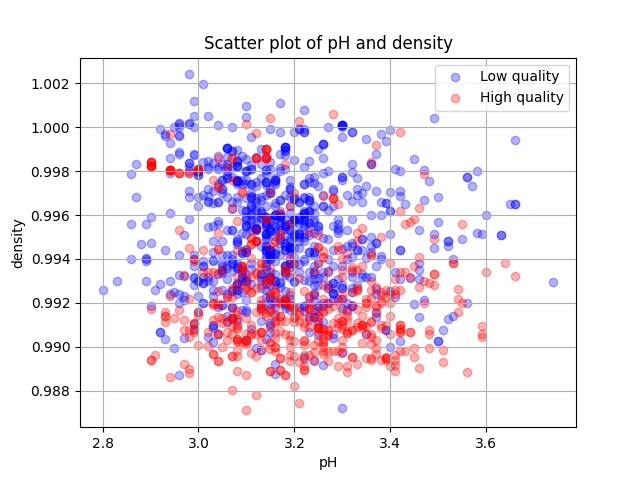 Scatter plot of pH and density
Low quality
High quality
1.002
1.000
0.998
0.996
0.994
0.992
0.990
0.988
density
2.8 3.0 3.2 3.4 3.6
pH